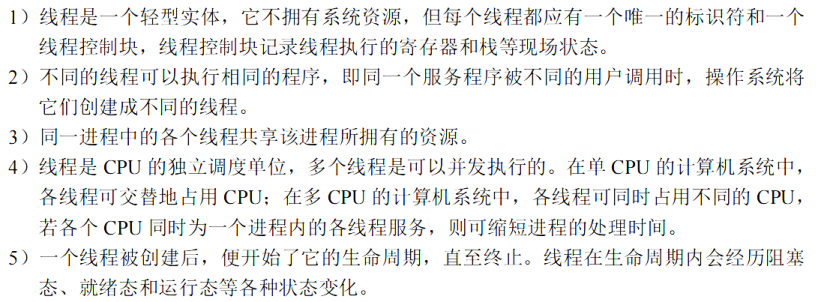 1）线程是一个轻型实体，它不拥有系统资源，但每个线程都应有一个唯一的标识符和一个
线程控制块，线程控制块记录线程执行的寄存器和栈等现场状态。
2）不同的线程可以执行相同的程序，即同一个服务程序被不同的用户调用时，操作系统将
它们创建成不同的线程。
3）同一进程中的各个线程共享该进程所拥有的资源。
4）线程是 CPU 的独立调度单位，多个线程是可以并发执行的。在单 CPU 的计算机系统中，
各线程可交替地占用 CPU；在多 CPU 的计算机系统中，各线程可同时占用不同的 CPU，
若各个 CPU 同时为一个进程内的各线程服务，则可缩短进程的处理时间。
5）一个线程被创建后，便开始了它的生命周期，直至终止。线程在生命周期内会经历阻塞
态、就绪态和运行态等各种状态变化。